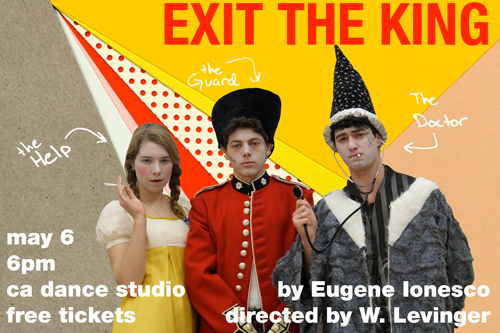 EXIT THE KING
the
Guard
The
Doctor
the
Help
may 6
6pm
ca dance studio
free tickets
by Eugene Ionesco
directed by W. Levinger